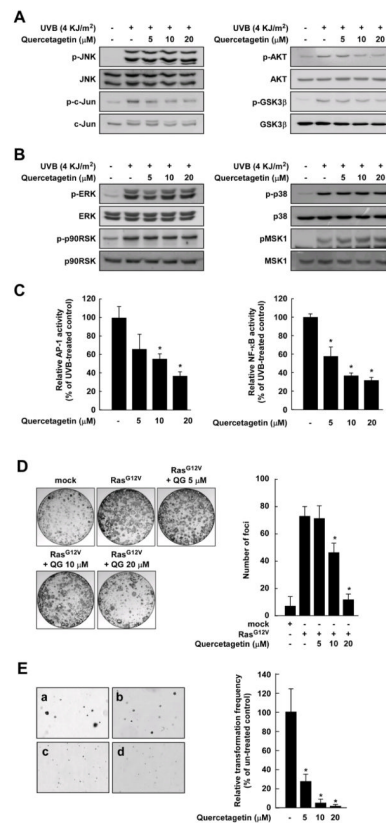 A
UVB (4 KJ/m²) - + + + +
Quercetagetin (μM) - - 5 10 20
p-JNK
JNK
p-c-Jun
c-Jun
UVB (4 KJ/m²) - + + + +
Quercetagetin (μM) - - 5 10 20
p-AKT
AKT
p-GSK3β
GSK3β
B
UVB (4 KJ/m²) - + + + +
Quercetagetin (μM) - - 5 10 20
p-ERK
ERK
p-p90RSK
p90RSK
UVB (4 KJ/m²) - + + + +
Quercetagetin (μM) - - 5 10 20
p-p38
p38
pMSK1
MSK1
C
Relative AP-1 activity
(% of UVB-treated control)
120
100
80
60
40
20
0
* *
Quercetagetin (μM) - 5 10 20
Relative NF-κB activity
(% of UVB-treated control)
120
100
80
60
40
20
0
* * *
Quercetagetin (μM) - 5 10 20
D
mock
Ras^G12V
Ras^G12V
+ QG 5 μM
Ras^G12V
+ QG 10 μM
Ras^G12V
+ QG 20 μM
Number of foci
100
80
60
40
20
0
* *
mock + - - - -
Ras^G12V - + + + +
Quercetagetin (μM) - - 5 10 20
E
a
b
c
d
Relative transformation frequency
(% of un-treated control)
140
120
100
80
60
40
20
0
* * *
Quercetagetin (μM) - 5 10 20